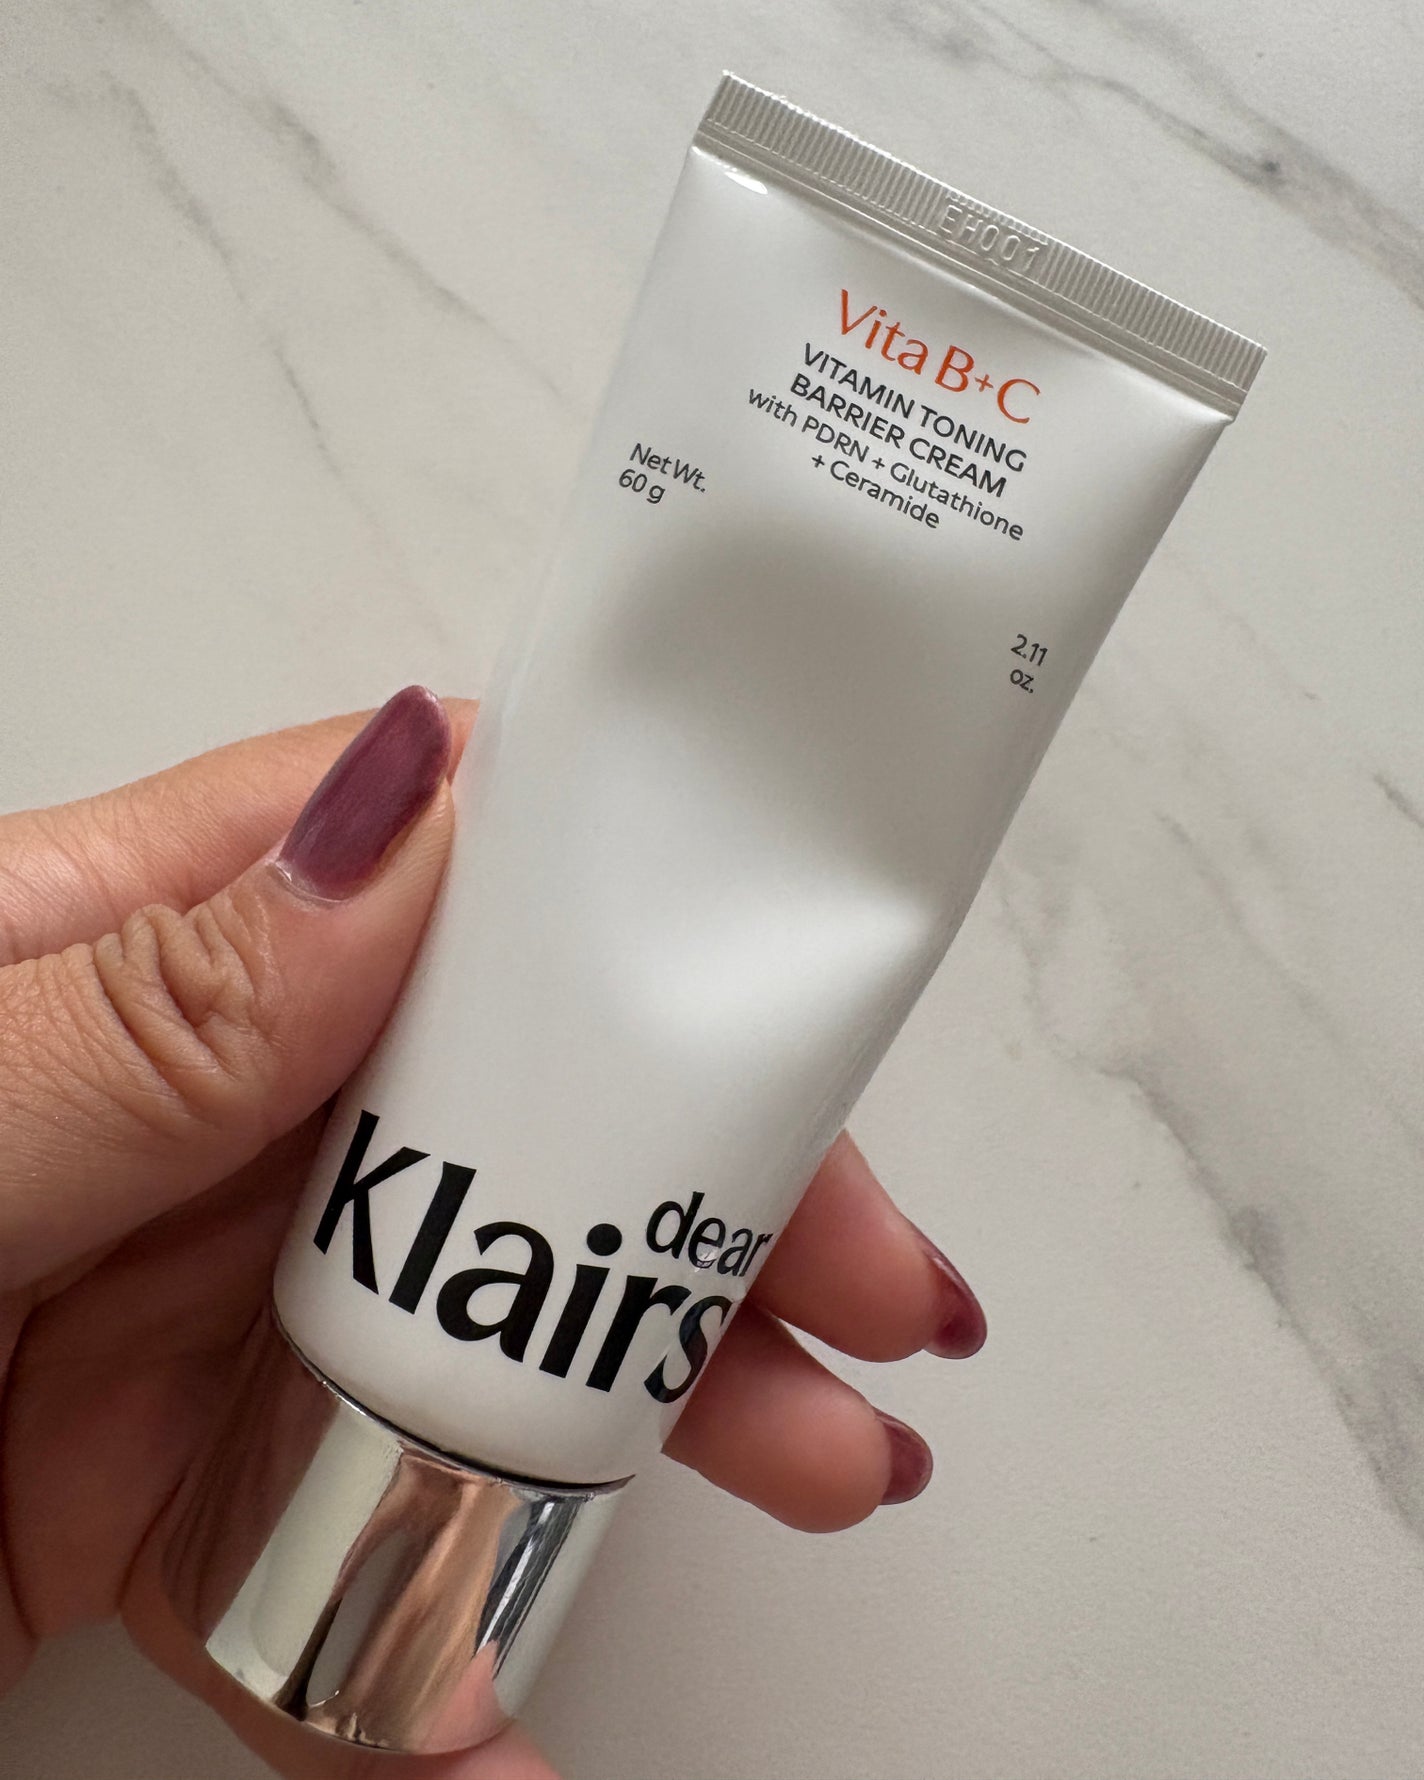 EH001
Vita B+C
VITAMIN TONING
BARRIER CREAM
with PDRN + Glutathione
+ Ceramide
Net Wt.
60 g
2.11
oz.
dear
Klairs